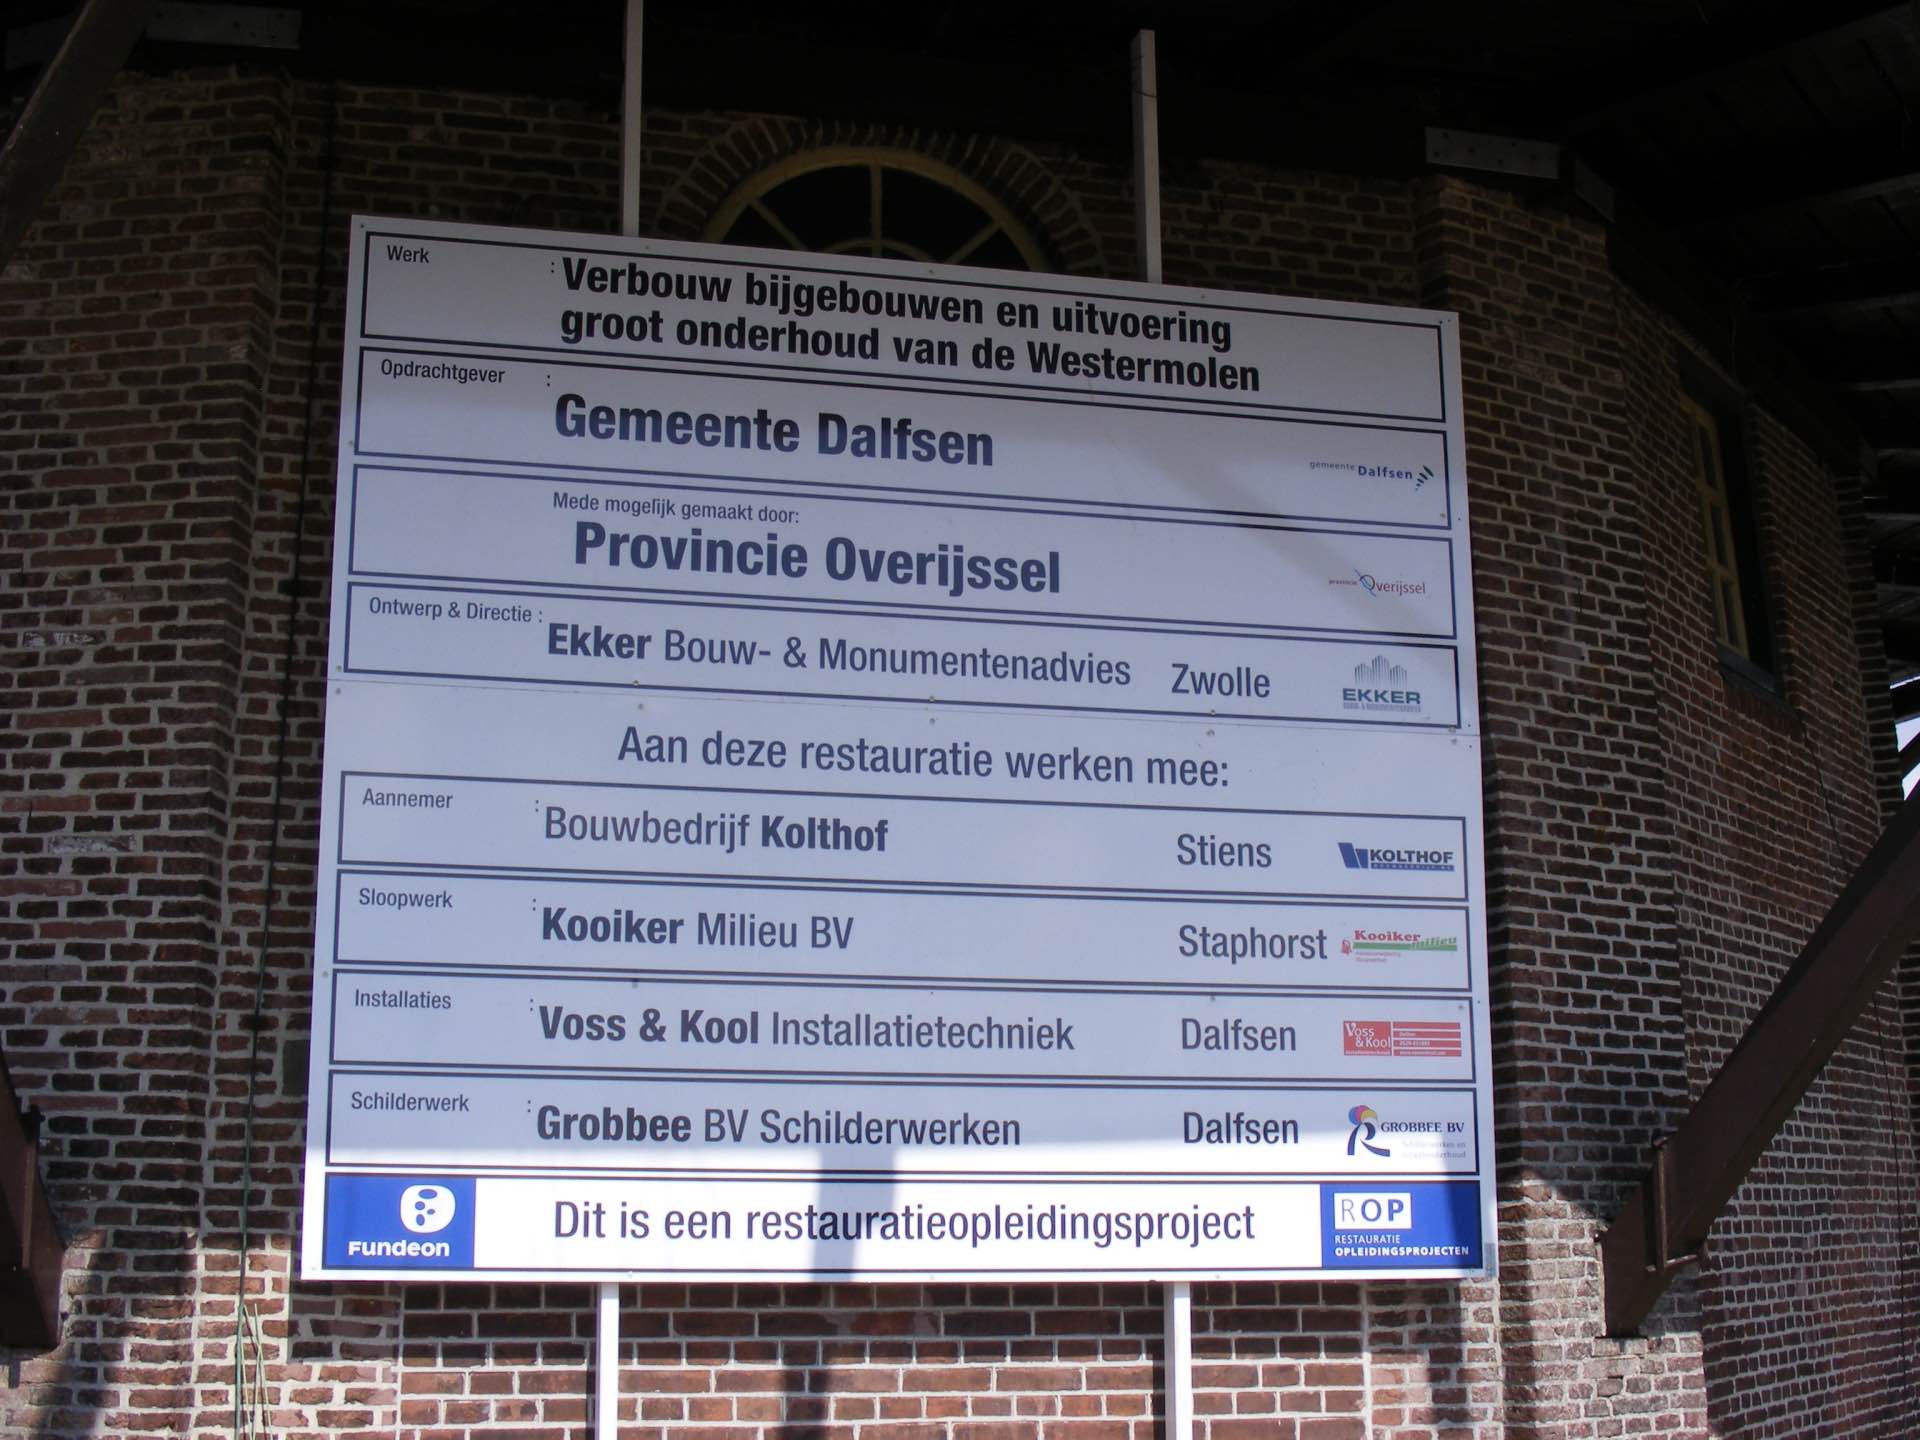 Werk : Verbouw bijgebouwen en uitvoering
groot onderhoud van de Westermolen
Opdrachtgever :
Gemeente Dalfsen
gemeente Dalfsen
Mede mogelijk gemaakt door:
Provincie Overijssel
provincie Overijssel
Ontwerp & Directie : Ekker Bouw- & Monumentenadvies Zwolle
EKKER
Aan deze restauratie werken mee:
Aannemer : Bouwbedrijf Kolthof Stiens
KOLTHOF
Sloopwerk : Kooiker Milieu BV Staphorst
Kooiker
milieu
Installaties : Voss & Kool Installatietechniek Dalfsen
Voss
& Kool
Schilderwerk : Grobbee BV Schilderwerken Dalfsen
GROBBEE BV
Fundeon
Dit is een restauratieopleidingsproject
ROP
RESTAURATIE
OPLEIDINGSPROJECTEN